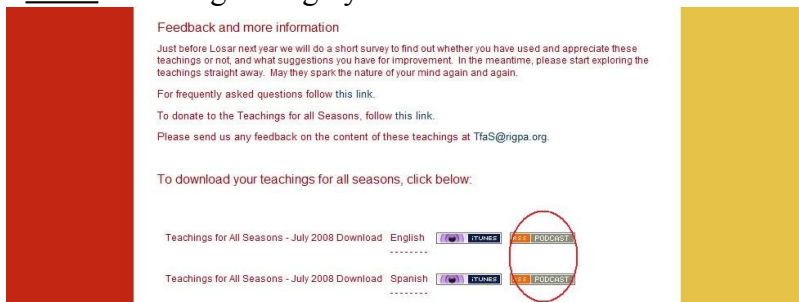 Feedback and more information
Just before Losar next year we will do a short survey to find out whether you have used and appreciate these
teachings or not, and what suggestions you have for improvement. In the meantime, please start exploring the
teachings straight away. May they spark the nature of your mind again and again.
For frequently asked questions follow this link.
To donate to the Teachings for all Seasons, follow this link.
Please send us any feedback on the content of these teachings at TfaS@rigpa.org.
To download your teachings for all seasons, click below:
Teachings for All Seasons - July 2008 Download English iTUNES RSS PODCAST
--------
Teachings for All Seasons - July 2008 Download Spanish iTUNES RSS PODCAST
--------